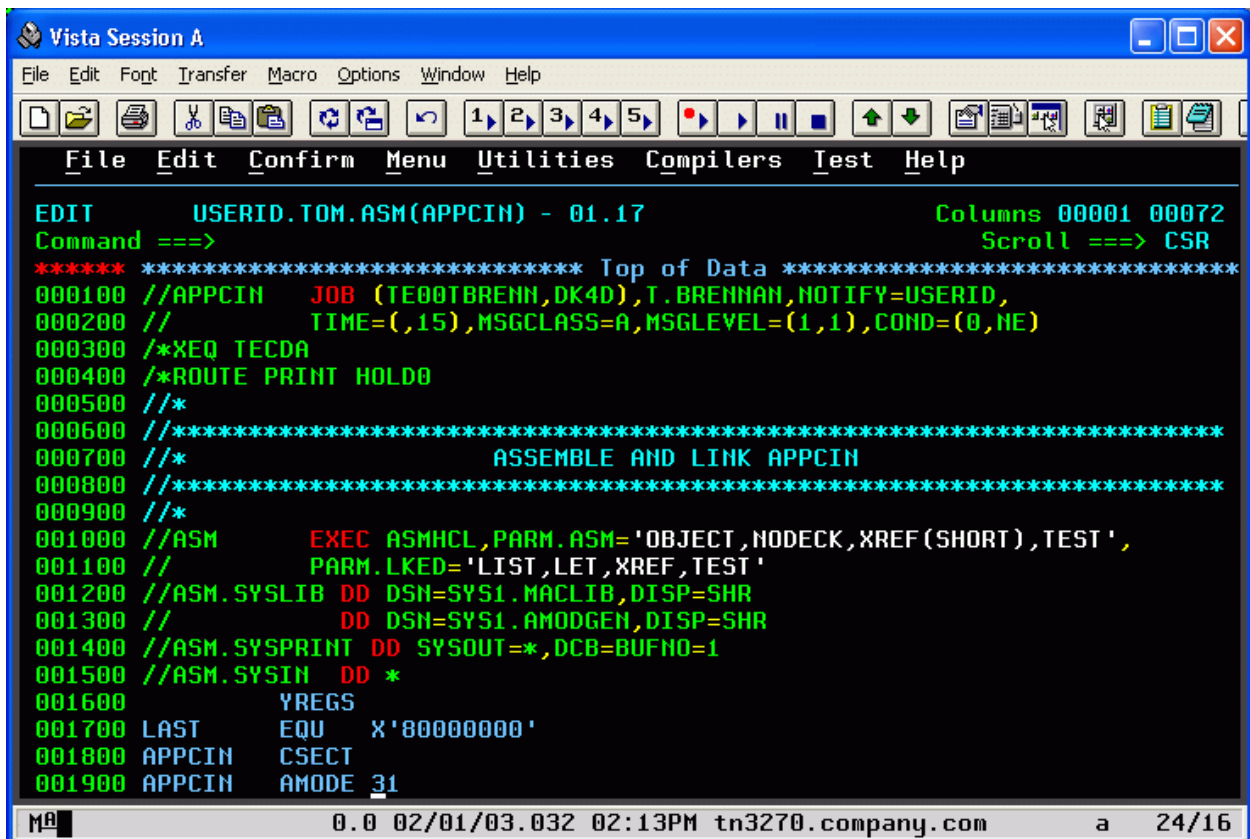 Vista Session A
File Edit Font Transfer Macro Options Window Help
1 2 3 4 5
File Edit Confirm Menu Utilities Compilers Test Help
EDIT USERID.TOM.ASM(APPCIN) - 01.17 Columns 00001 00072
Command ===> Scroll ===> CSR
****** ***************************** Top of Data ******************************
000100 //APPCIN JOB (TE00TBRENN,DK4D),T.BRENNAN,NOTIFY=USERID,
000200 // TIME=(,15),MSGCLASS=A,MSGLEVEL=(1,1),COND=(0,NE)
000300 /*XEQ TECDA
000400 /*ROUTE PRINT HOLD0
000500 //*
000600 //*********************************************************************
000700 //* ASSEMBLE AND LINK APPCIN
000800 //*********************************************************************
000900 //*
001000 //ASM EXEC ASMHCL,PARM.ASM='OBJECT,NODECK,XREF(SHORT),TEST',
001100 // PARM.LKED='LIST,LET,XREF,TEST'
001200 //ASM.SYSLIB DD DSN=SYS1.MACLIB,DISP=SHR
001300 // DD DSN=SYS1.AMODGEN,DISP=SHR
001400 //ASM.SYSPRINT DD SYSOUT=*,DCB=BUFNO=1
001500 //ASM.SYSIN DD *
001600 YREGS
001700 LAST EQU X'80000000'
001800 APPCIN CSECT
001900 APPCIN AMODE 31
MA 0.0 02/01/03.032 02:13PM tn3270.company.com a 24/16